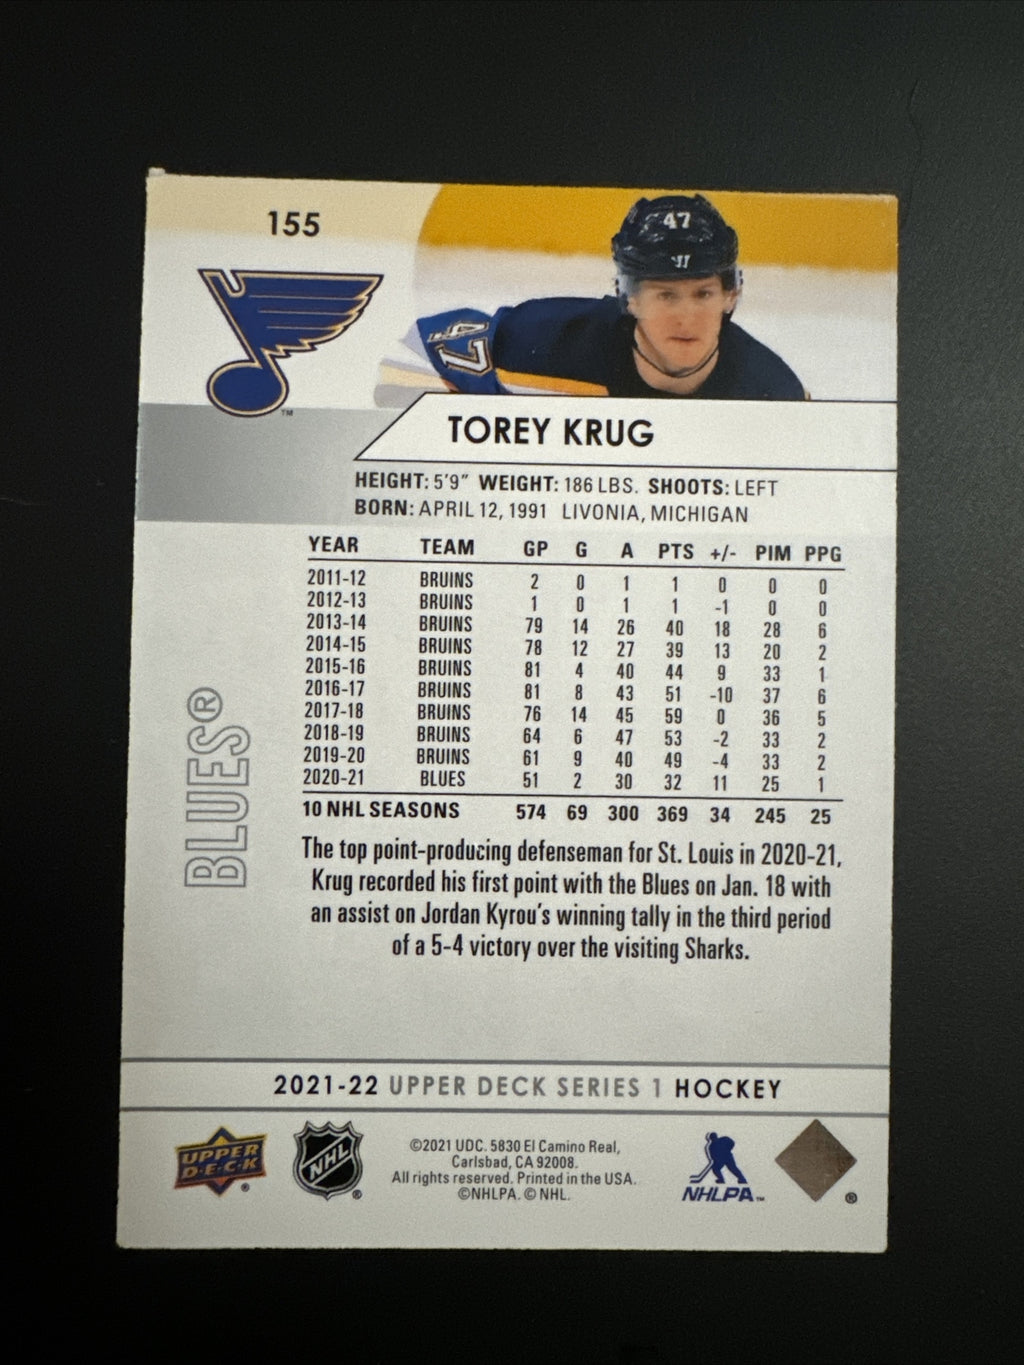 155
47
47
TM
TOREY KRUG
HEIGHT: 5'9" WEIGHT: 186 LBS. SHOOTS: LEFT
BORN: APRIL 12, 1991 LIVONIA, MICHIGAN
YEAR TEAM GP G A PTS +/- PIM PPG
2011-12 BRUINS 2 0 1 1 0 0 0
2012-13 BRUINS 1 0 1 1 -1 0 0
2013-14 BRUINS 79 14 26 40 18 28 6
2014-15 BRUINS 78 12 27 39 13 20 2
2015-16 BRUINS 81 4 40 44 9 33 1
2016-17 BRUINS 81 8 43 51 -10 37 6
2017-18 BRUINS 76 14 45 59 0 36 5
2018-19 BRUINS 64 6 47 53 -2 33 2
2019-20 BRUINS 61 9 40 49 -4 33 2
2020-21 BLUES 51 2 30 32 11 25 1
10 NHL SEASONS 574 69 300 369 34 245 25
BLUES®
The top point-producing defenseman for St. Louis in 2020-21,
Krug recorded his first point with the Blues on Jan. 18 with
an assist on Jordan Kyrou's winning tally in the third period
of a 5-4 victory over the visiting Sharks.
2021-22 UPPER DECK SERIES 1 HOCKEY
UPPER
D·E·C·K
®
NHL
®
©2021 UDC. 5830 El Camino Real,
Carlsbad, CA 92008.
All rights reserved. Printed in the USA.
©NHLPA. © NHL.
NHLPA™
®